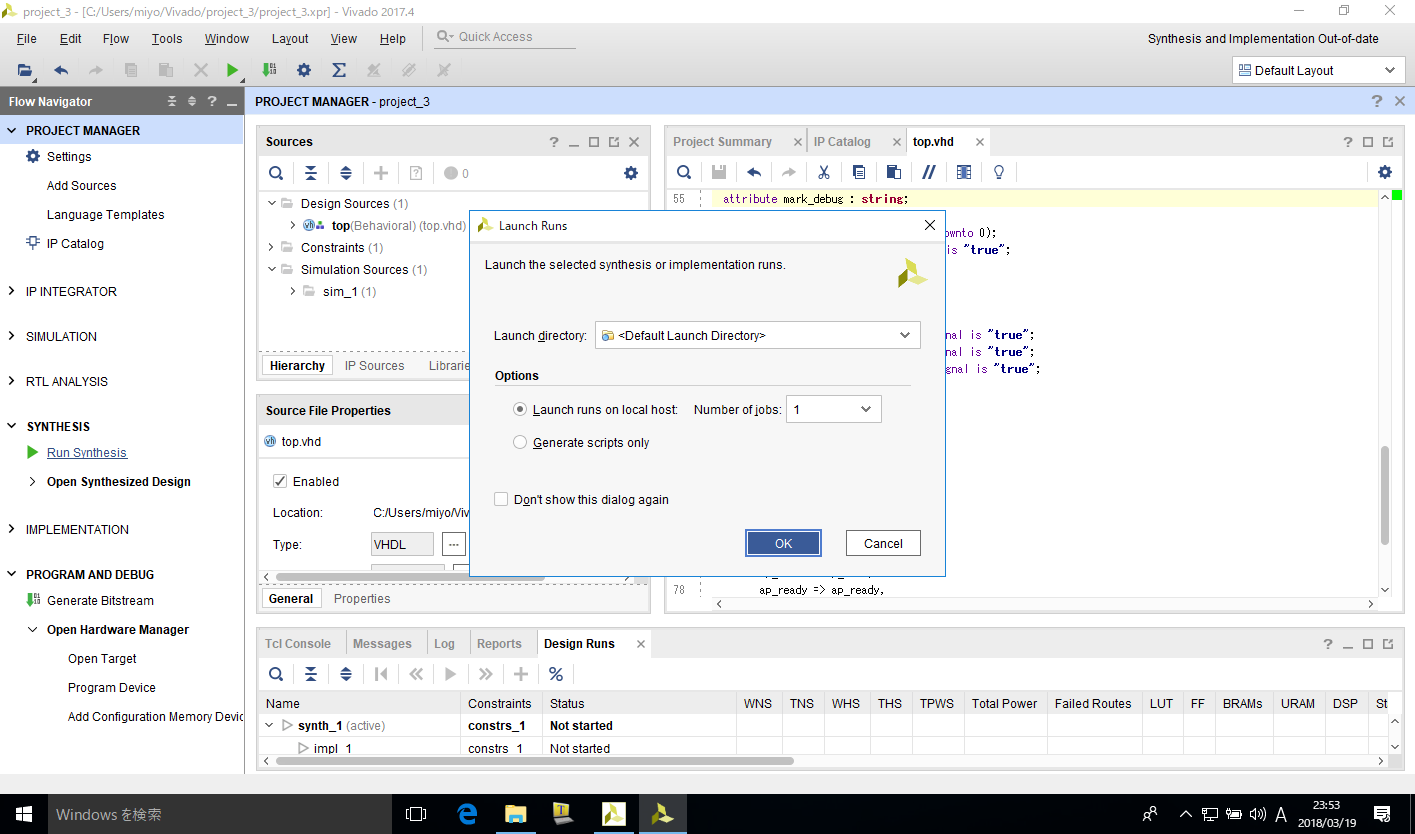 project_3 - [C:/Users/miyo/Vivado/project_3/project_3.xpr] - Vivado 2017.4
File Edit Flow Tools Window Layout View Help Quick Access
Synthesis and Implementation Out-of-date
Default Layout
Flow Navigator
PROJECT MANAGER - project_3
PROJECT MANAGER
Settings
Add Sources
Language Templates
IP Catalog
IP INTEGRATOR
SIMULATION
RTL ANALYSIS
SYNTHESIS
Run Synthesis
Open Synthesized Design
IMPLEMENTATION
PROGRAM AND DEBUG
Generate Bitstream
Open Hardware Manager
Open Target
Program Device
Add Configuration Memory Devic
Sources
0
Design Sources (1)
top(Behavioral) (top.vhd)
Constraints (1)
Simulation Sources (1)
sim_1 (1)
Hierarchy IP Sources Librarie
Source File Properties
top.vhd
Enabled
Location: C:/Users/miyo/Viv
Type: VHDL
General Properties
Project Summary IP Catalog top.vhd
55 attribute mark_debug : string;
ownto 0);
is "true";
nal is "true";
nal is "true";
gnal is "true";
78 ap_ready => ap_ready,
Launch Runs
Launch the selected synthesis or implementation runs.
Launch directory: <Default Launch Directory>
Options
Launch runs on local host: Number of jobs: 1
Generate scripts only
Don't show this dialog again
OK Cancel
Tcl Console Messages Log Reports Design Runs
Name Constraints Status WNS TNS WHS THS TPWS Total Power Failed Routes LUT FF BRAMs URAM DSP St
synth_1 (active) constrs_1 Not started
impl_1 constrs_1 Not started
Windows を検索
A
23:53
2018/03/19